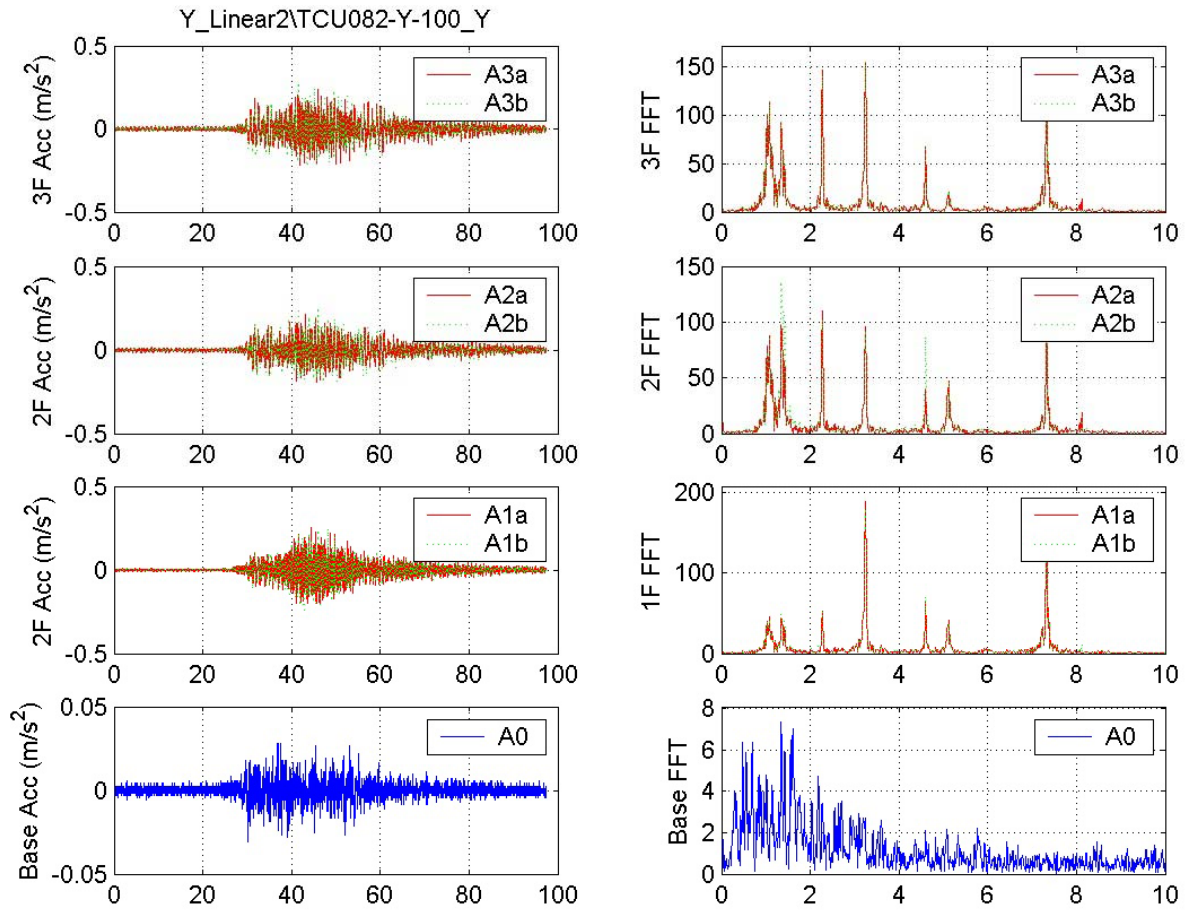 Y_Linear2\TCU082-Y-100_Y
3F Acc (m/s²)
0.5
0
-0.5
0 20 40 60 80 100
A3a
A3b
3F FFT
150
100
50
0
0 2 4 6 8 10
A3a
A3b
2F Acc (m/s²)
0.5
0
-0.5
0 20 40 60 80 100
A2a
A2b
2F FFT
150
100
50
0
0 2 4 6 8 10
A2a
A2b
2F Acc (m/s²)
0.5
0
-0.5
0 20 40 60 80 100
A1a
A1b
1F FFT
200
100
0
0 2 4 6 8 10
A1a
A1b
Base Acc (m/s²)
0.05
0
-0.05
0 20 40 60 80 100
A0
Base FFT
8
6
4
2
0
0 2 4 6 8 10
A0